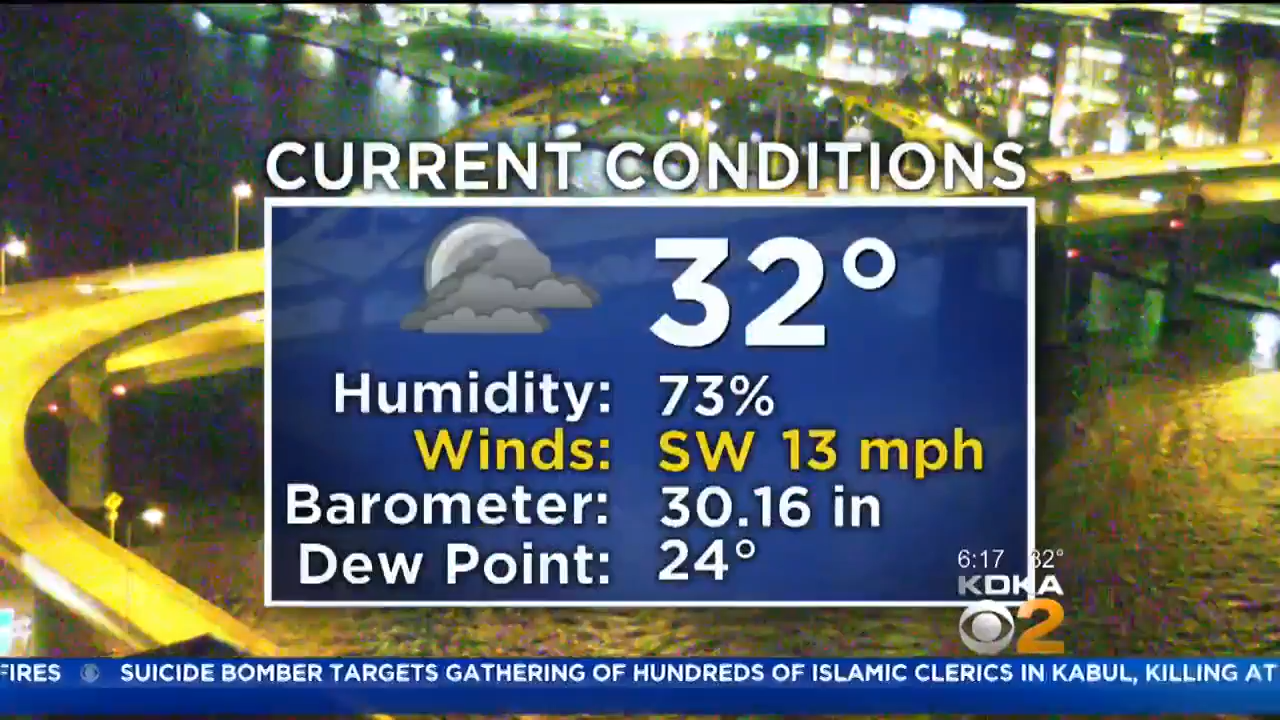 CURRENT CONDITIONS
32°
Humidity: 73%
Winds: SW 13 mph
Barometer: 30.16 in
Dew Point: 24°
6:17 32°
KDKA
2
FIRES SUICIDE BOMBER TARGETS GATHERING OF HUNDREDS OF ISLAMIC CLERICS IN KABUL, KILLING AT